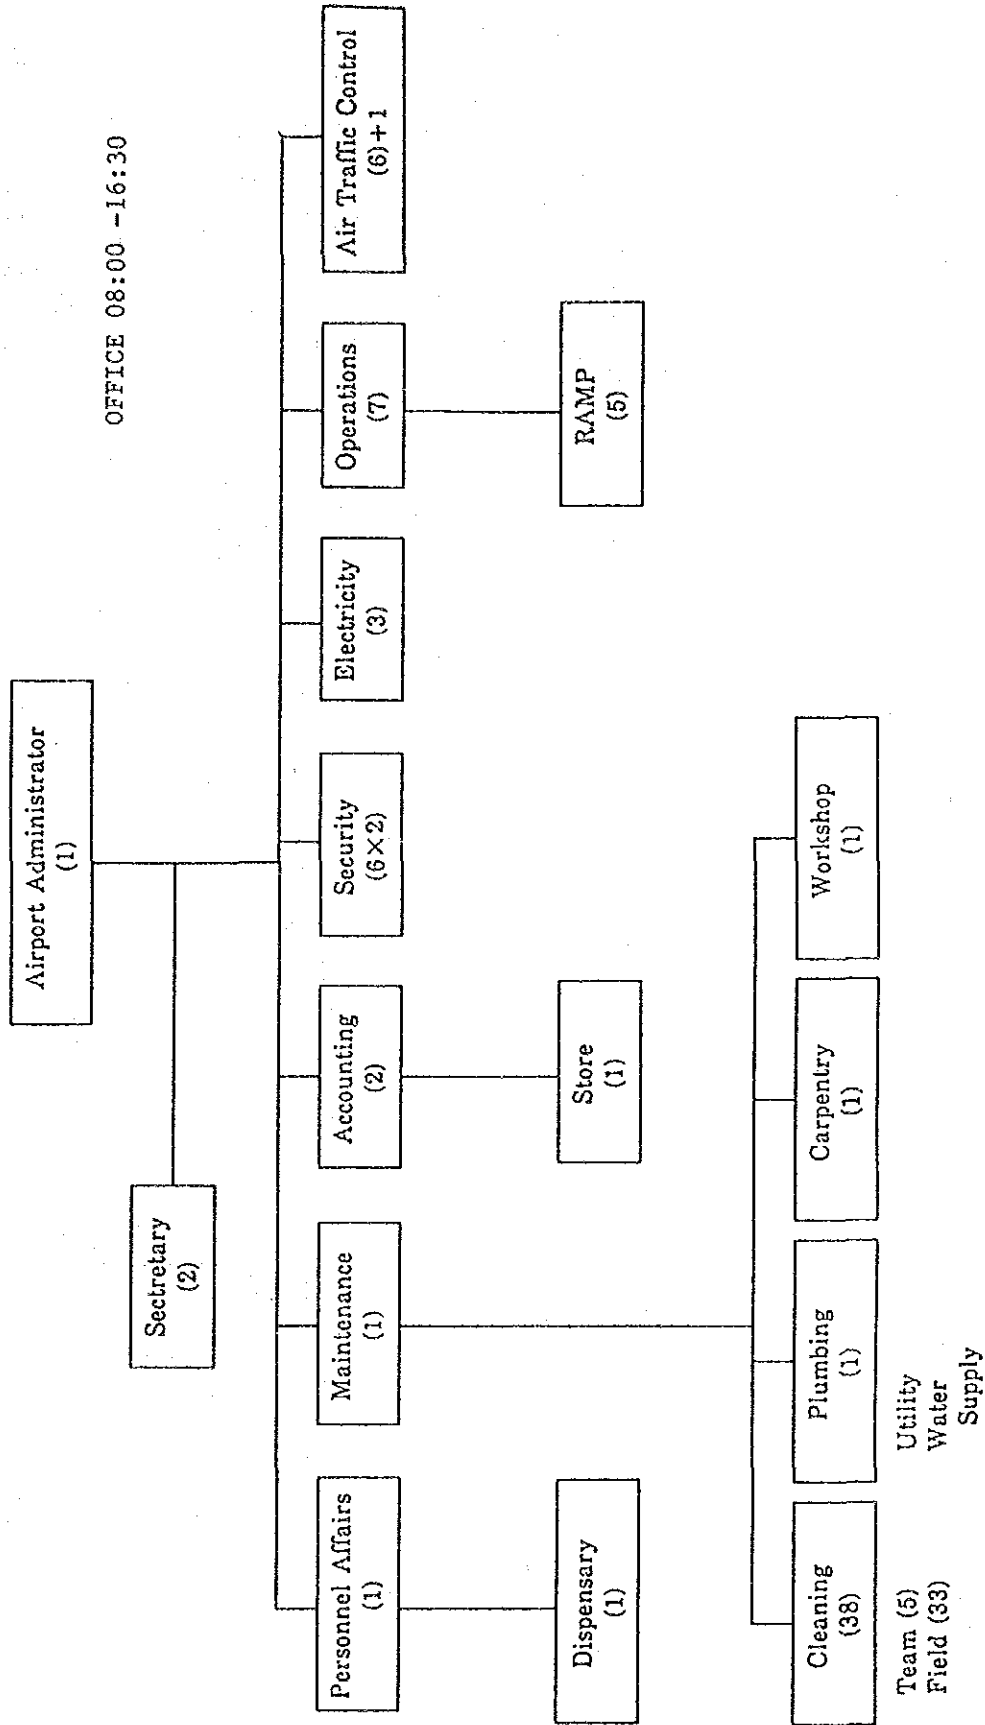 OFFICE 08:00 -16:30
Airport Administrator
(1)
Sectretary
(2)
Personnel Affairs
(1)
Maintenance
(1)
Accounting
(2)
Security
(6×2)
Electricity
(3)
Operations
(7)
Air Traffic Control
(6)+1
Dispensary
(1)
Store
(1)
RAMP
(5)
Cleaning
(38)
Plumbing
(1)
Carpentry
(1)
Workshop
(1)
Team (5)
Field (33)
Utility
Water
Supply